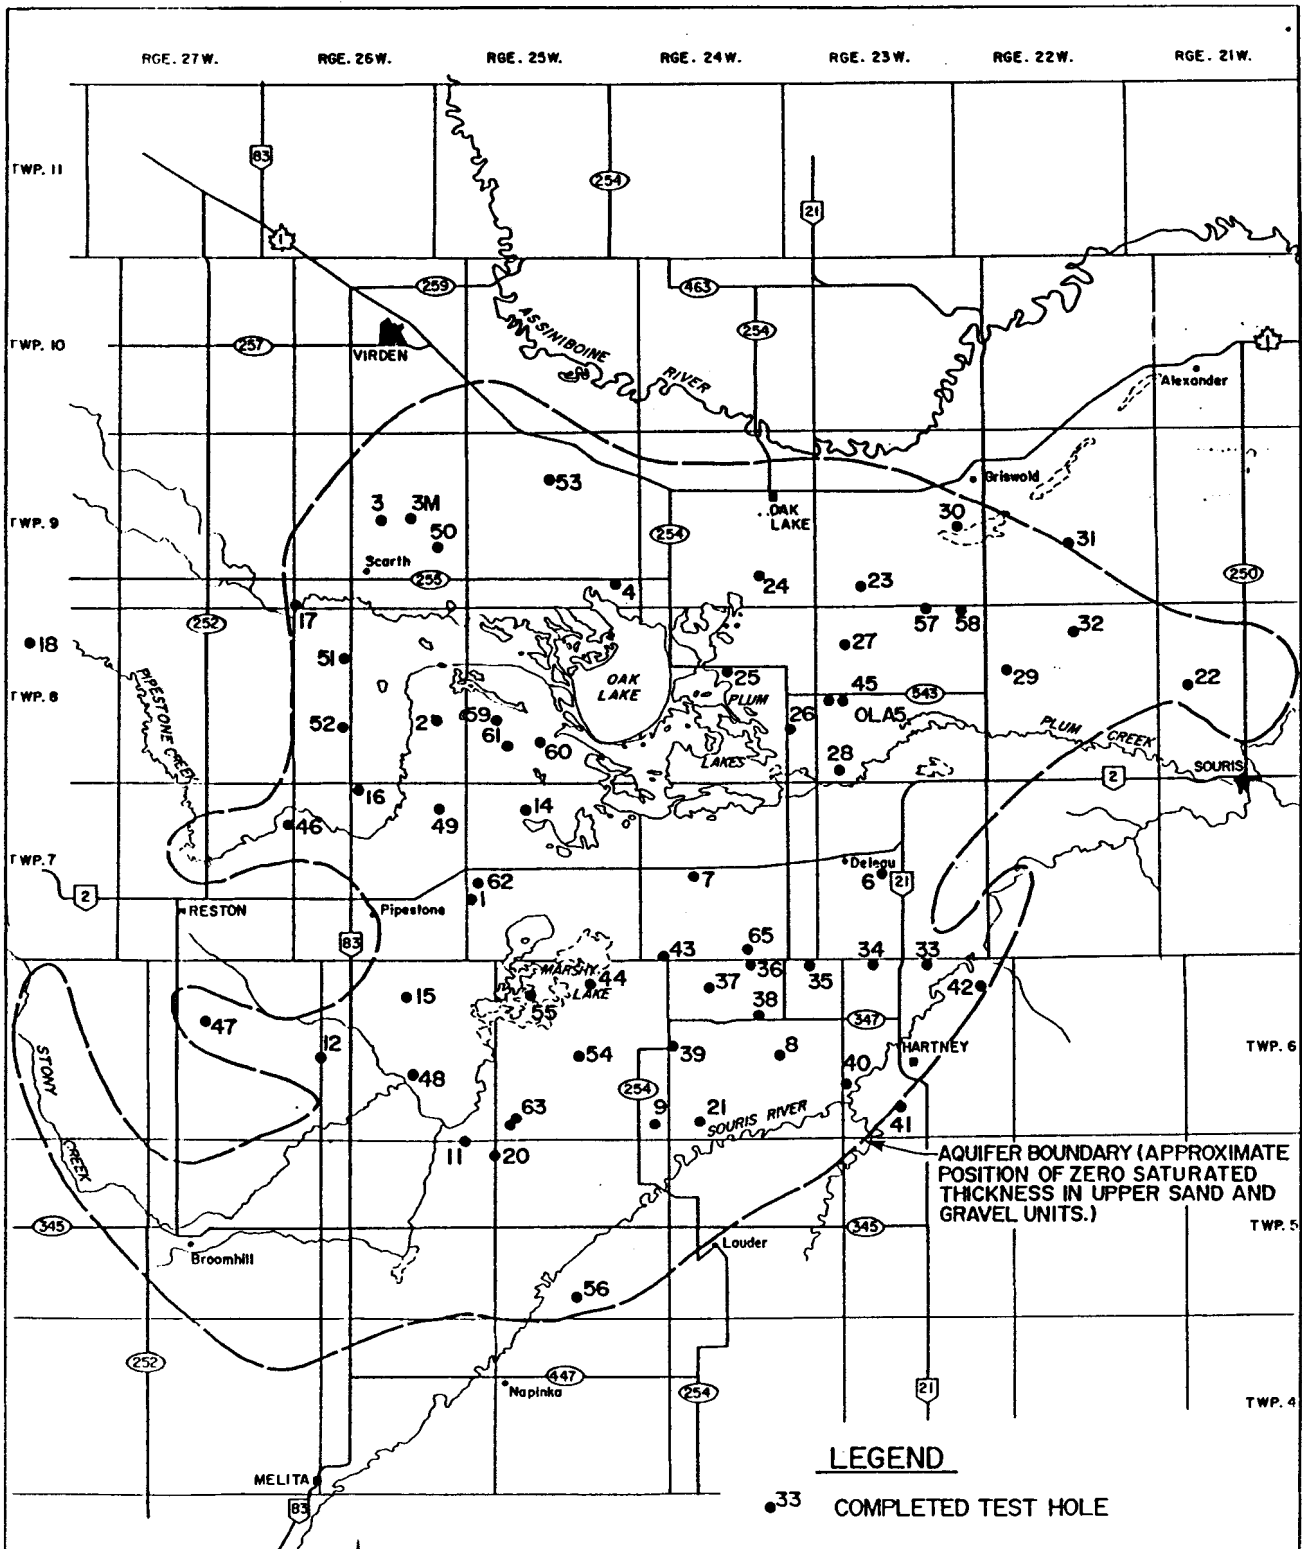 RGE. 27W. RGE. 26W. RGE. 25W. RGE. 24W. RGE. 23W. RGE. 22W. RGE. 21W.
83
TWP. 11
254
21
1
259
463
ASSINIBOINE
RIVER
254
TWP. 10
257
VIRDEN
1
Alexander
53
Griswold
3
3M
OAK
LAKE
30
TWP. 9
50
254
31
Scarth
255
4
24
23
250
17
252
57
58
32
18
27
51
PIPESTONE CREEK
OAK
LAKE
25
29
22
TWP. 8
45
543
PLUM
52
2
59
26
OLA5
PLUM CREEK
61
60
LAKES
28
SOURIS
2
16
46
49
14
TWP. 7
Deleau
62
7
6
21
2
1
RESTON
Pipestone
83
65
43
34
33
MARSHY
LAKE
44
36
35
37
42
15
55
38
47
347
STONY
CREEK
12
54
39
8
HARTNEY
TWP. 6
48
40
254
63
9
21
SOURIS RIVER
41
11
20
AQUIFER BOUNDARY (APPROXIMATE
POSITION OF ZERO SATURATED
THICKNESS IN UPPER SAND AND
GRAVEL UNITS.)
345
345
TWP. 5
Broomhill
Lauder
56
252
447
Napinka
254
21
TWP. 4
LEGEND
MELITA
83
33 COMPLETED TEST HOLE